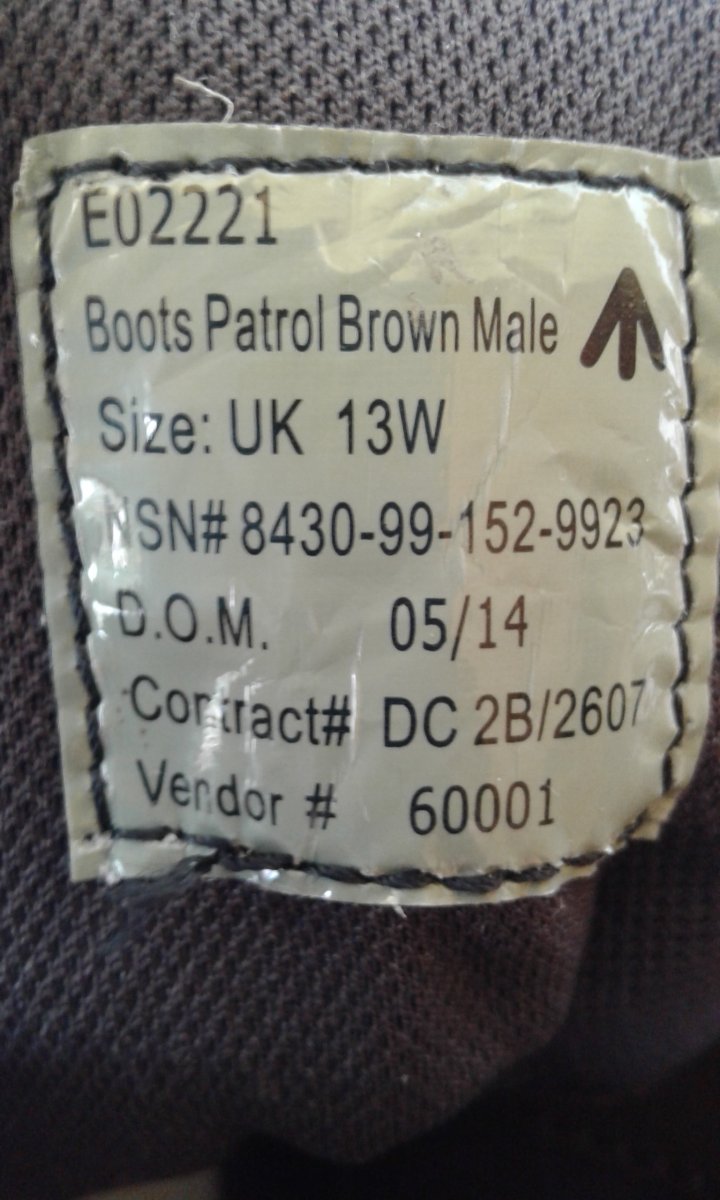 E02221
Boots Patrol Brown Male
Size: UK 13W
NSN# 8430-99-152-9923
D.O.M. 05/14
Contract# DC 2B/2607
Vendor # 60001